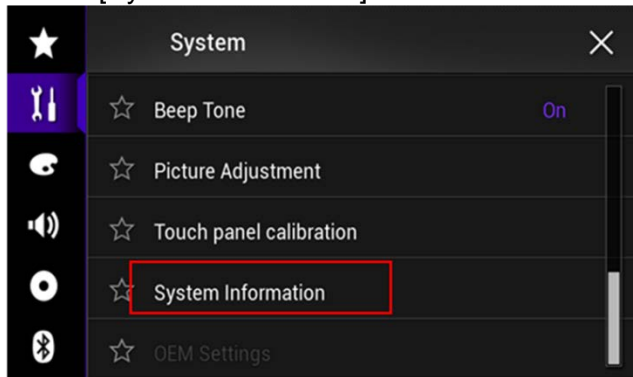 System
Beep Tone On
Picture Adjustment
Touch panel calibration
System Information
OEM Settings